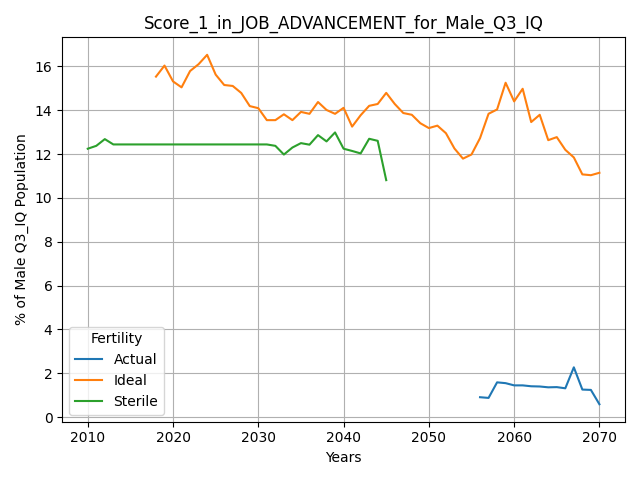 Score_1_in_JOB_ADVANCEMENT_for_Male_Q3_IQ
% of Male Q3_IQ Population
16
14
12
10
8
6
4
2
0
Fertility
Actual
Ideal
Sterile
2010 2020 2030 2040 2050 2060 2070
Years